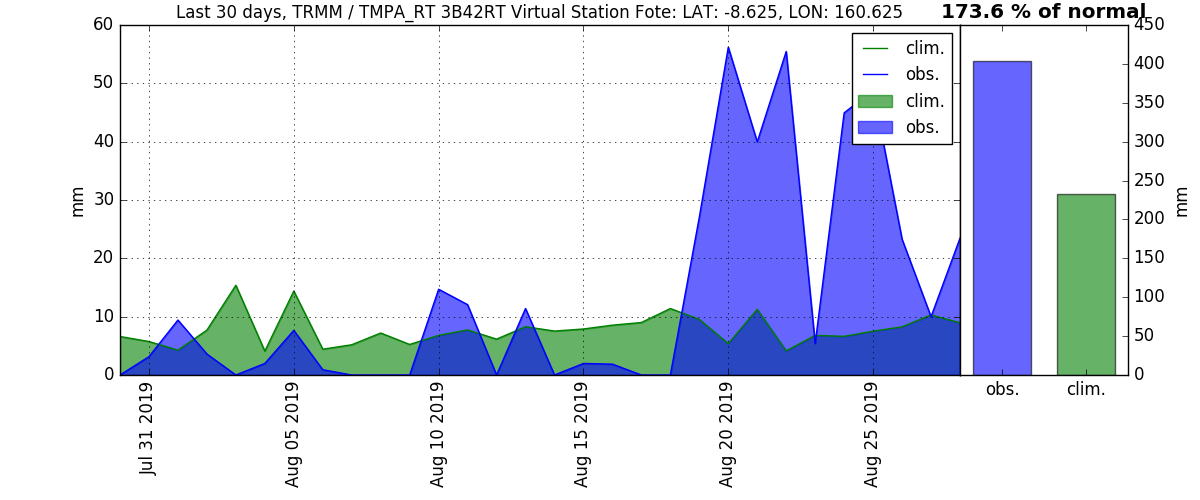 Last 30 days, TRMM / TMPA_RT 3B42RT Virtual Station Fote: LAT: -8.625, LON: 160.625
173.6 % of normal
60
50
40
30
20
10
0
mm
clim.
obs.
clim.
obs.
450
400
350
300
250
200
150
100
50
0
mm
Jul 31 2019
Aug 05 2019
Aug 10 2019
Aug 15 2019
Aug 20 2019
Aug 25 2019
obs.
clim.